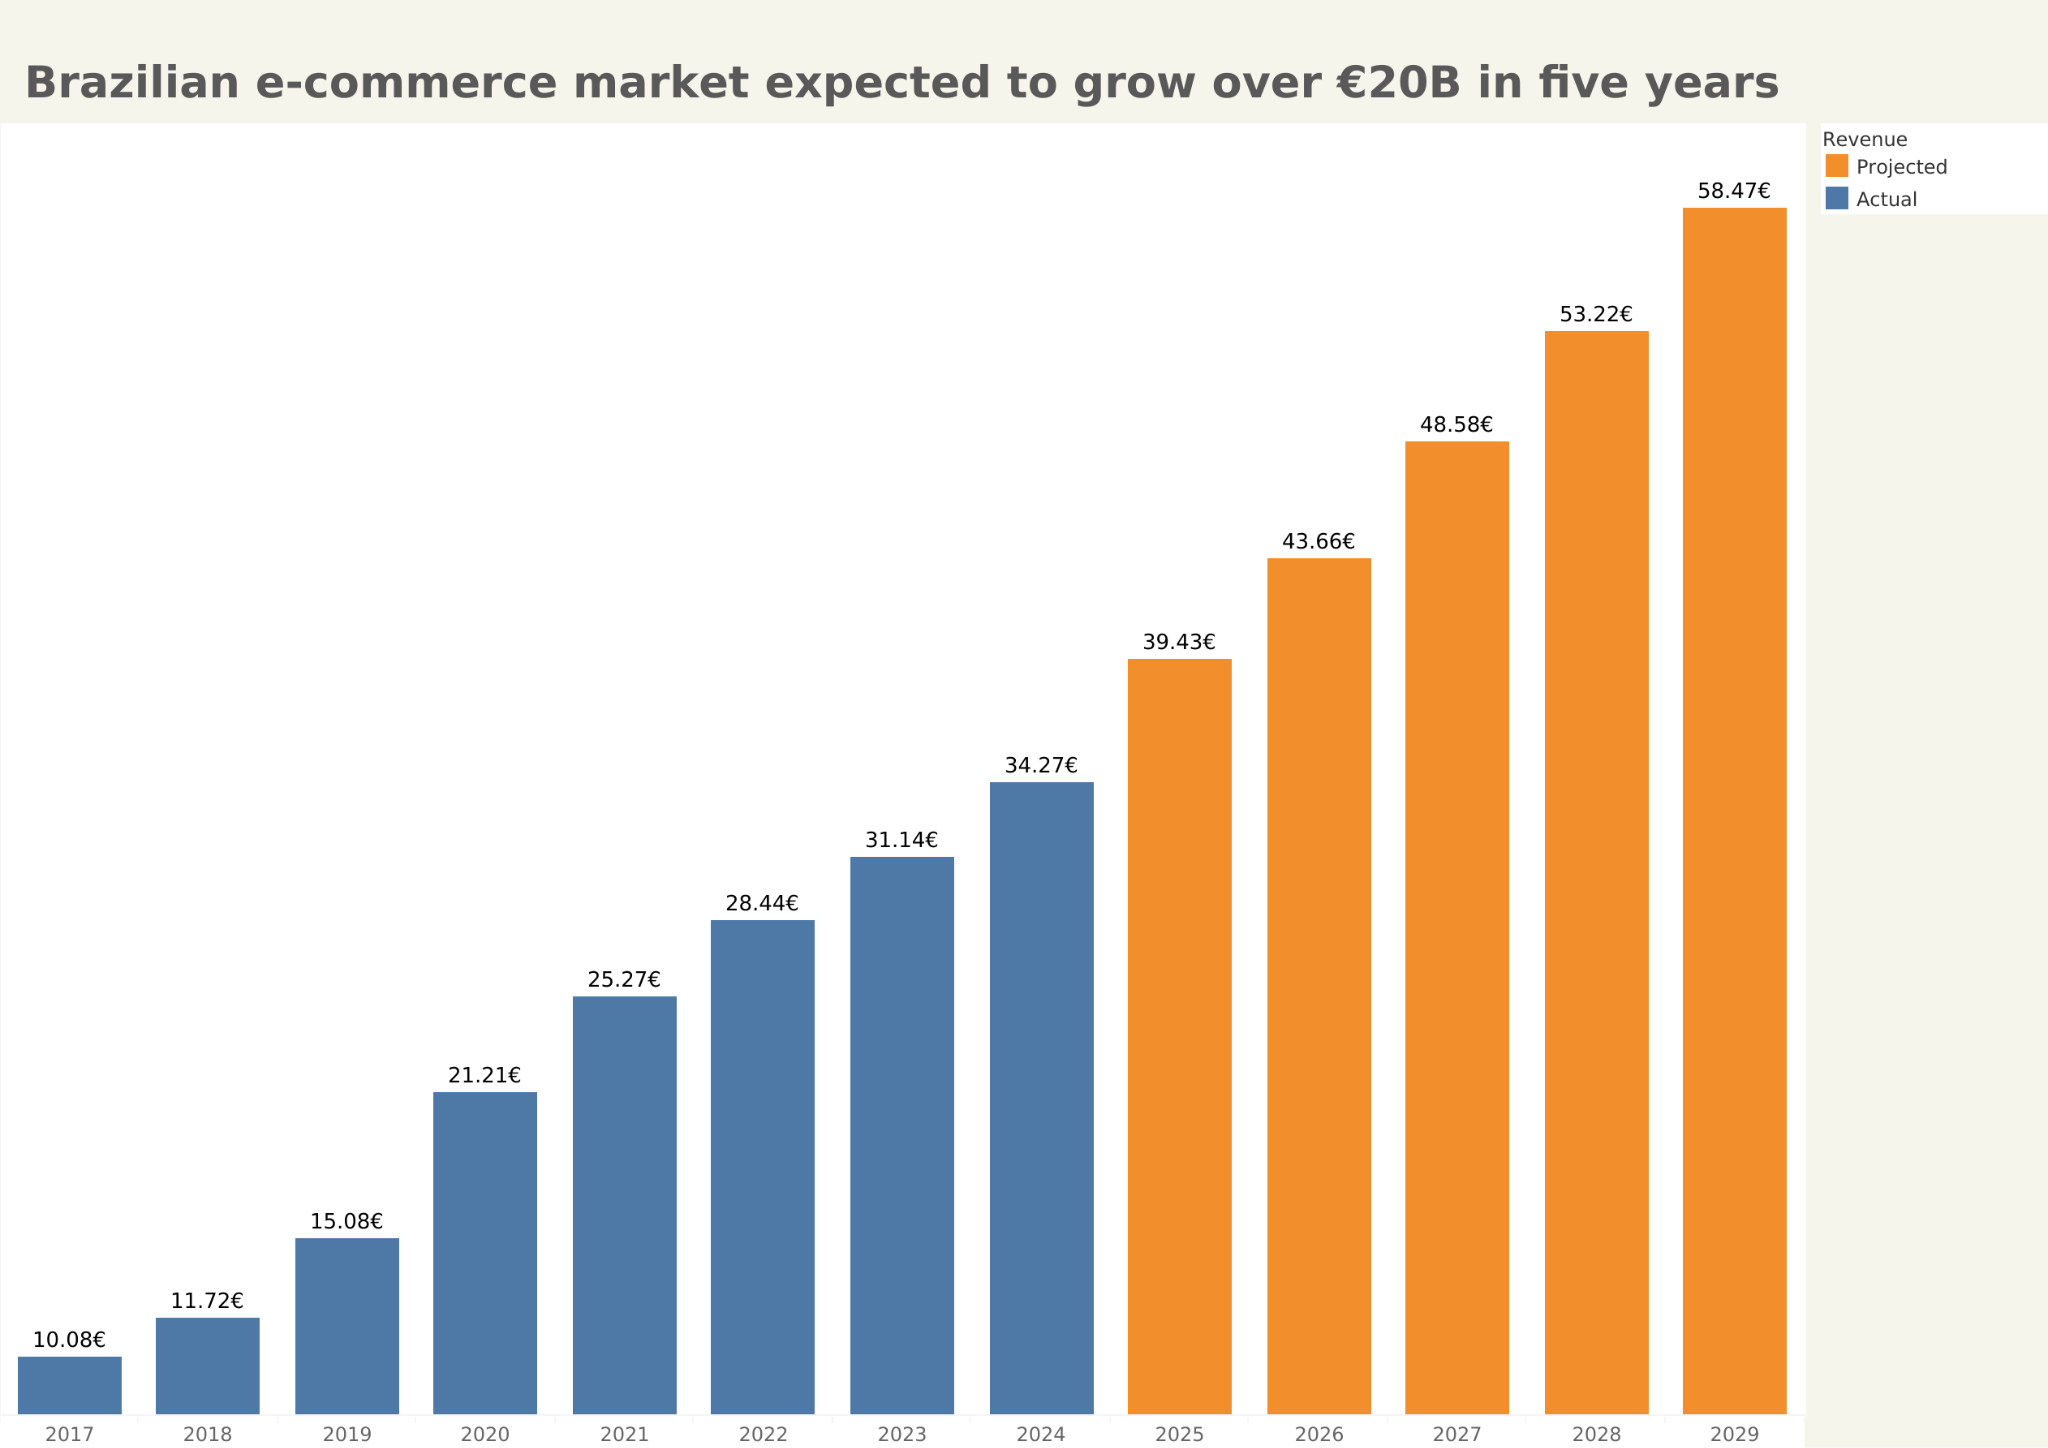 Brazilian e-commerce market expected to grow over €20B in five years
Revenue
Projected
Actual
58.47€
53.22€
48.58€
43.66€
39.43€
34.27€
31.14€
28.44€
25.27€
21.21€
15.08€
11.72€
10.08€
2017 2018 2019 2020 2021 2022 2023 2024 2025 2026 2027 2028 2029